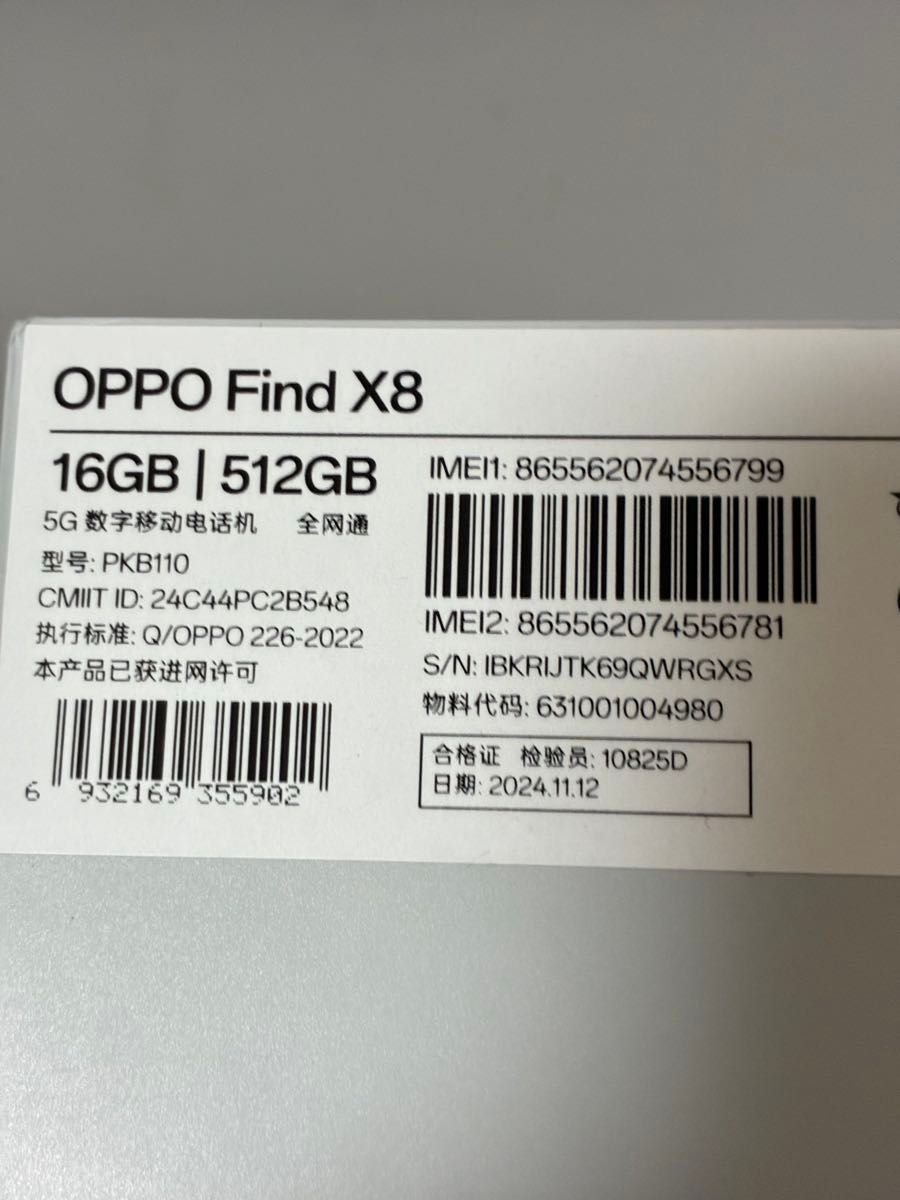 OPPO Find X8
16GB | 512GB
5G 数字移动电话机 全网通
型号: PKB110
CMIIT ID: 24C44PC2B548
执行标准: Q/OPPO 226-2022
本产品已获进网许可
6 932169 355902
IMEI1: 865562074556799
IMEI2: 865562074556781
S/N: IBKRIJTK69QWRGXS
物料代码: 631001004980
合格证 检验员: 10825D
日期: 2024.11.12